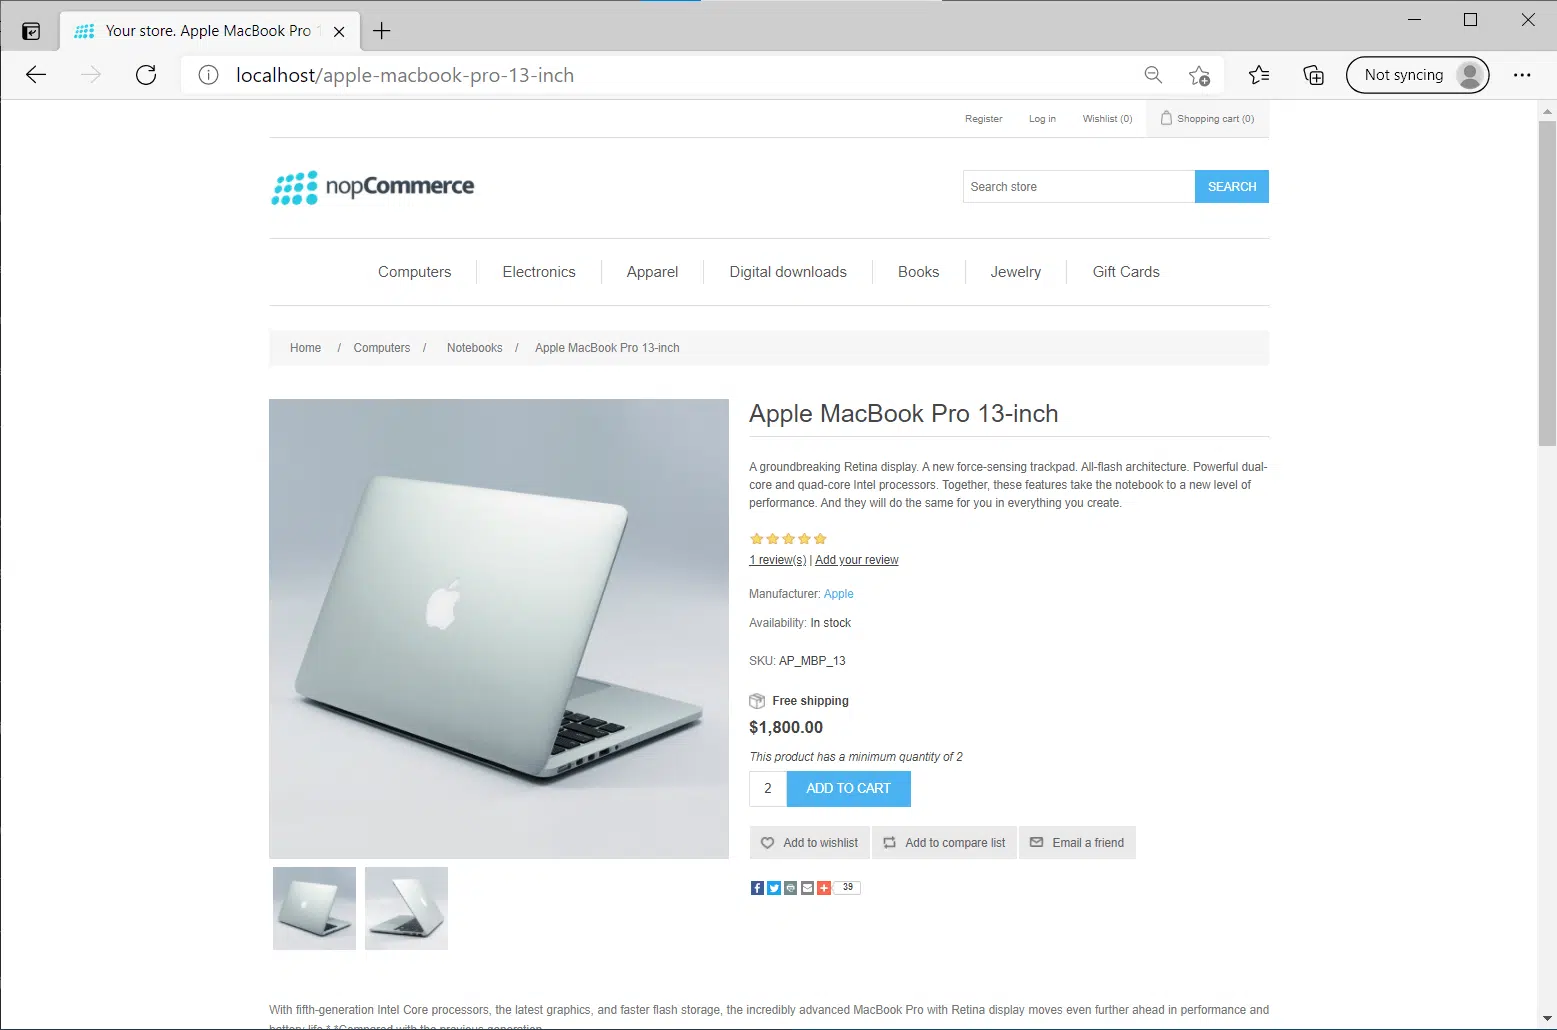 Your store. Apple MacBook Pro 1
localhost/apple-macbook-pro-13-inch
Not syncing
Register
Log in
Wishlist (0)
Shopping cart (0)
nopCommerce
Search store
SEARCH
Computers
Electronics
Apparel
Digital downloads
Books
Jewelry
Gift Cards
Home / Computers / Notebooks / Apple MacBook Pro 13-inch
Apple MacBook Pro 13-inch
A groundbreaking Retina display. A new force-sensing trackpad. All-flash architecture. Powerful dual-
core and quad-core Intel processors. Together, these features take the notebook to a new level of
performance. And they will do the same for you in everything you create.
1 review(s) | Add your review
Manufacturer: Apple
Availability: In stock
SKU: AP_MBP_13
Free shipping
$1,800.00
This product has a minimum quantity of 2
2
ADD TO CART
Add to wishlist
Add to compare list
Email a friend
39
With fifth-generation Intel Core processors, the latest graphics, and faster flash storage, the incredibly advanced MacBook Pro with Retina display moves even further ahead in performance and
battery life.* *Compared with the previous generation.